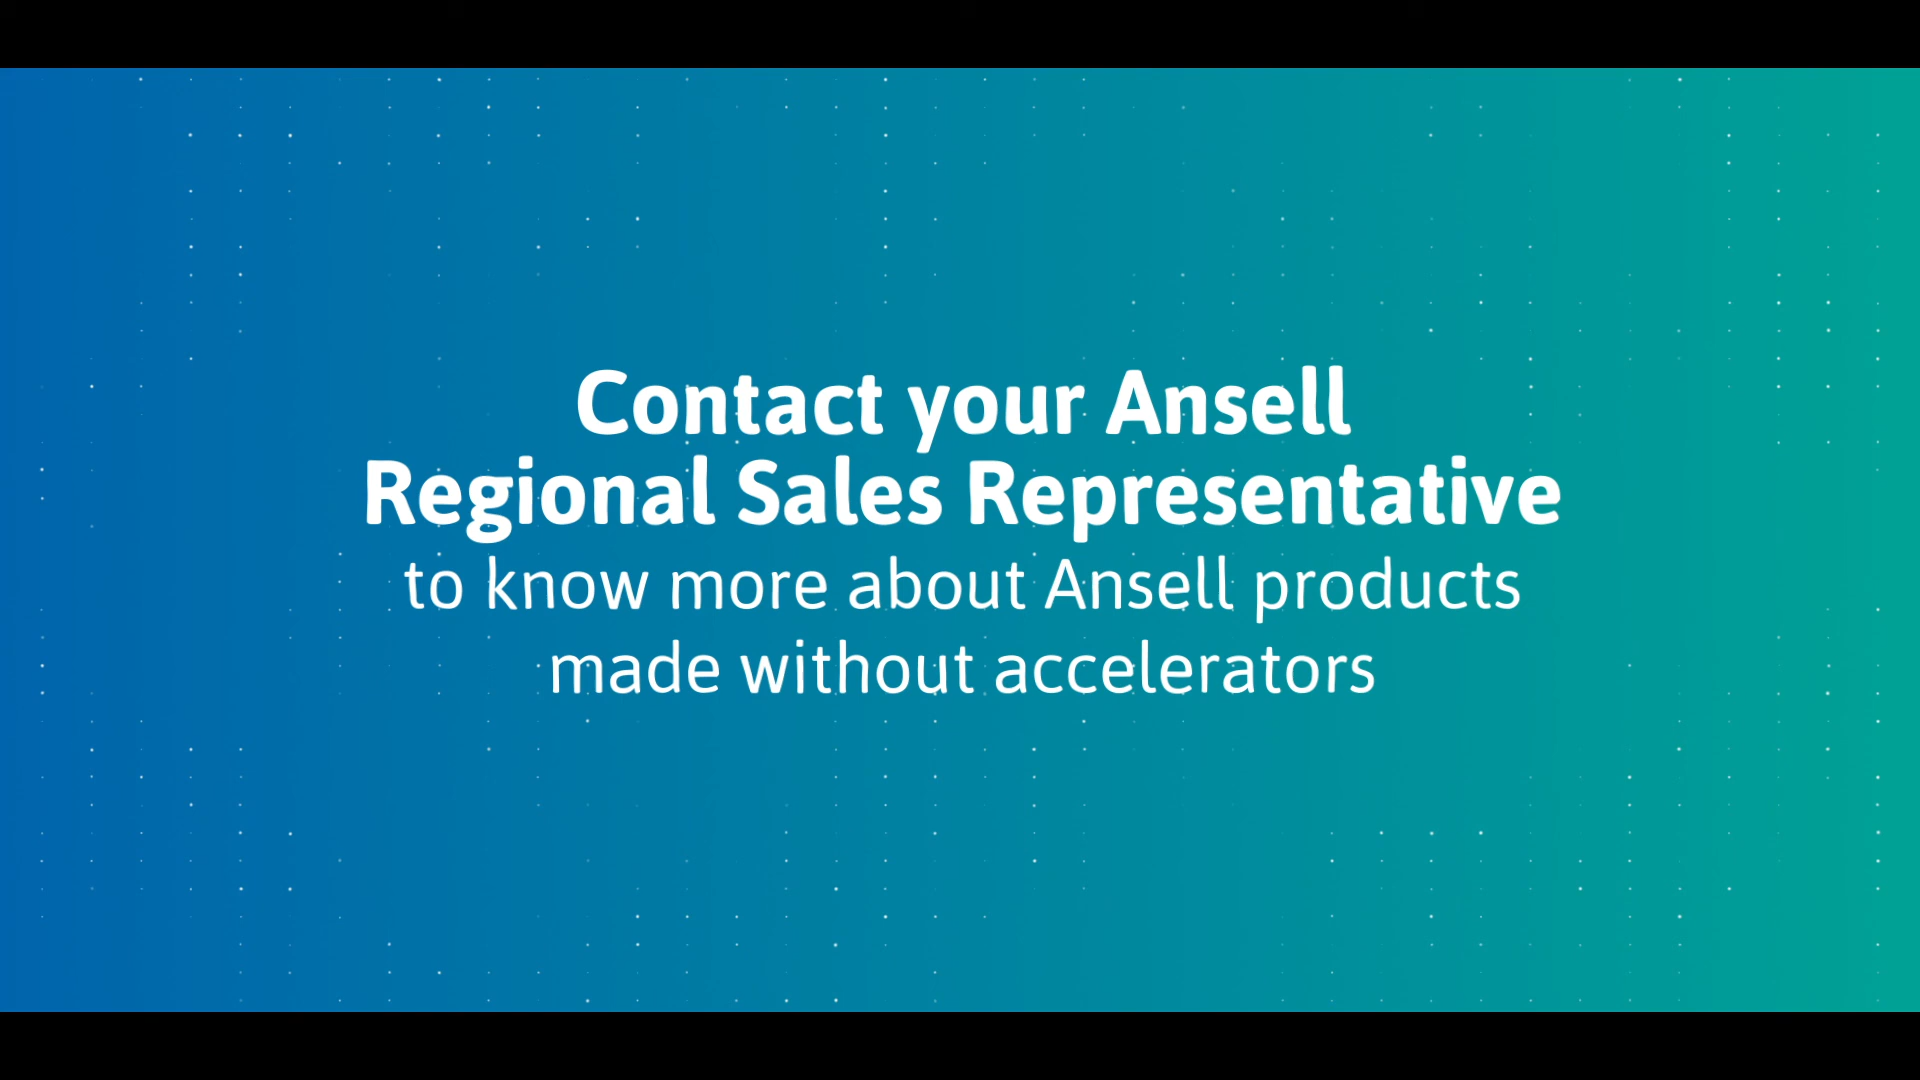 Contact your Ansell
Regional Sales Representative
to know more about Ansell products
made without accelerators